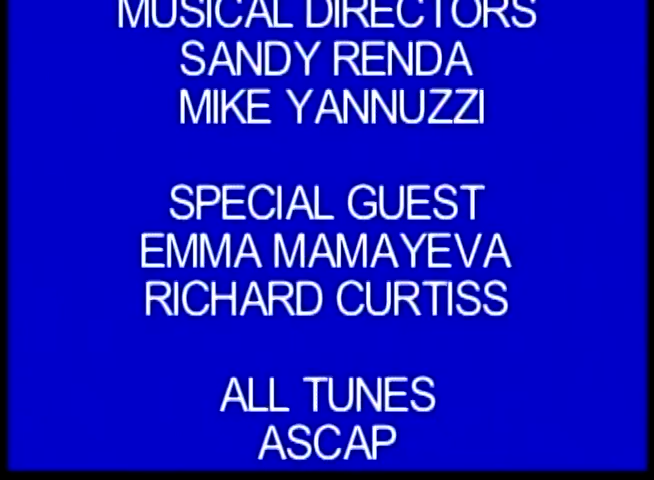 MUSICAL DIRECTORS
SANDY RENDA
MIKE YANNUZZI
SPECIAL GUEST
EMMA MAMAYEVA
RICHARD CURTISS
ALL TUNES
ASCAP